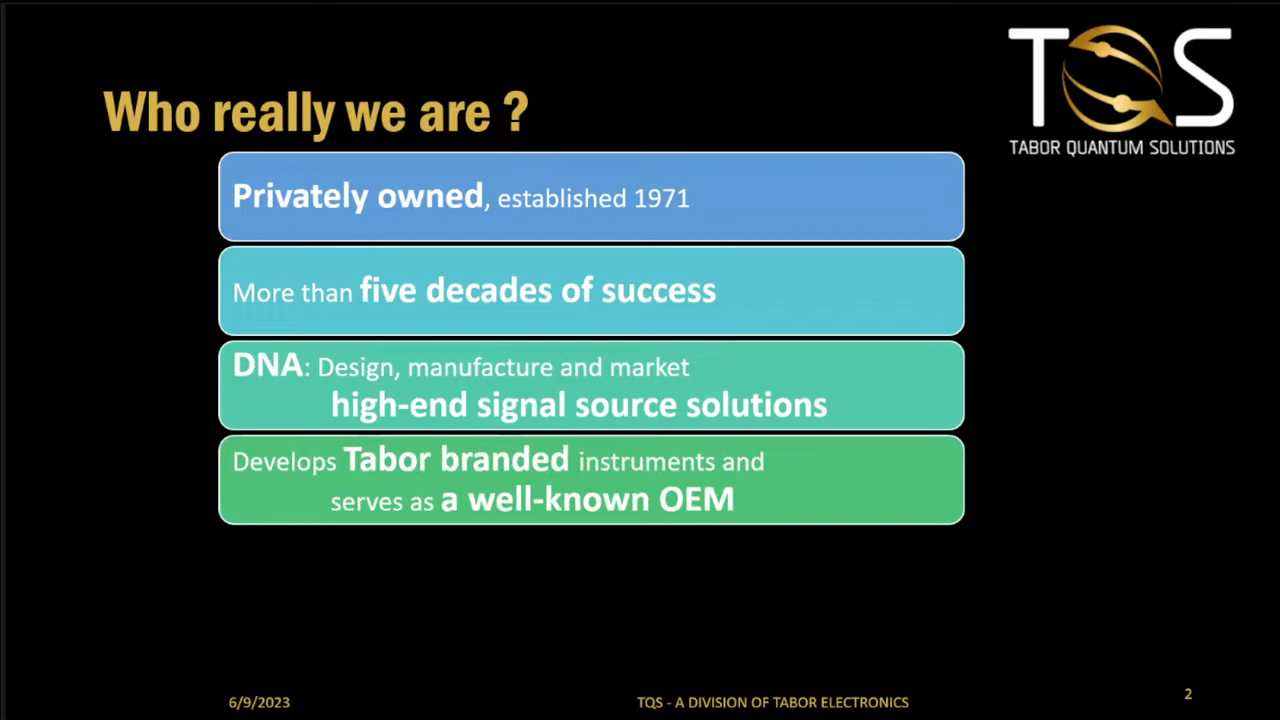 TQS
TABOR QUANTUM SOLUTIONS
Who really we are ?
Privately owned, established 1971
More than five decades of success
DNA: Design, manufacture and market
high-end signal source solutions
Develops Tabor branded instruments and
serves as a well-known OEM
6/9/2023
TQS - A DIVISION OF TABOR ELECTRONICS
2